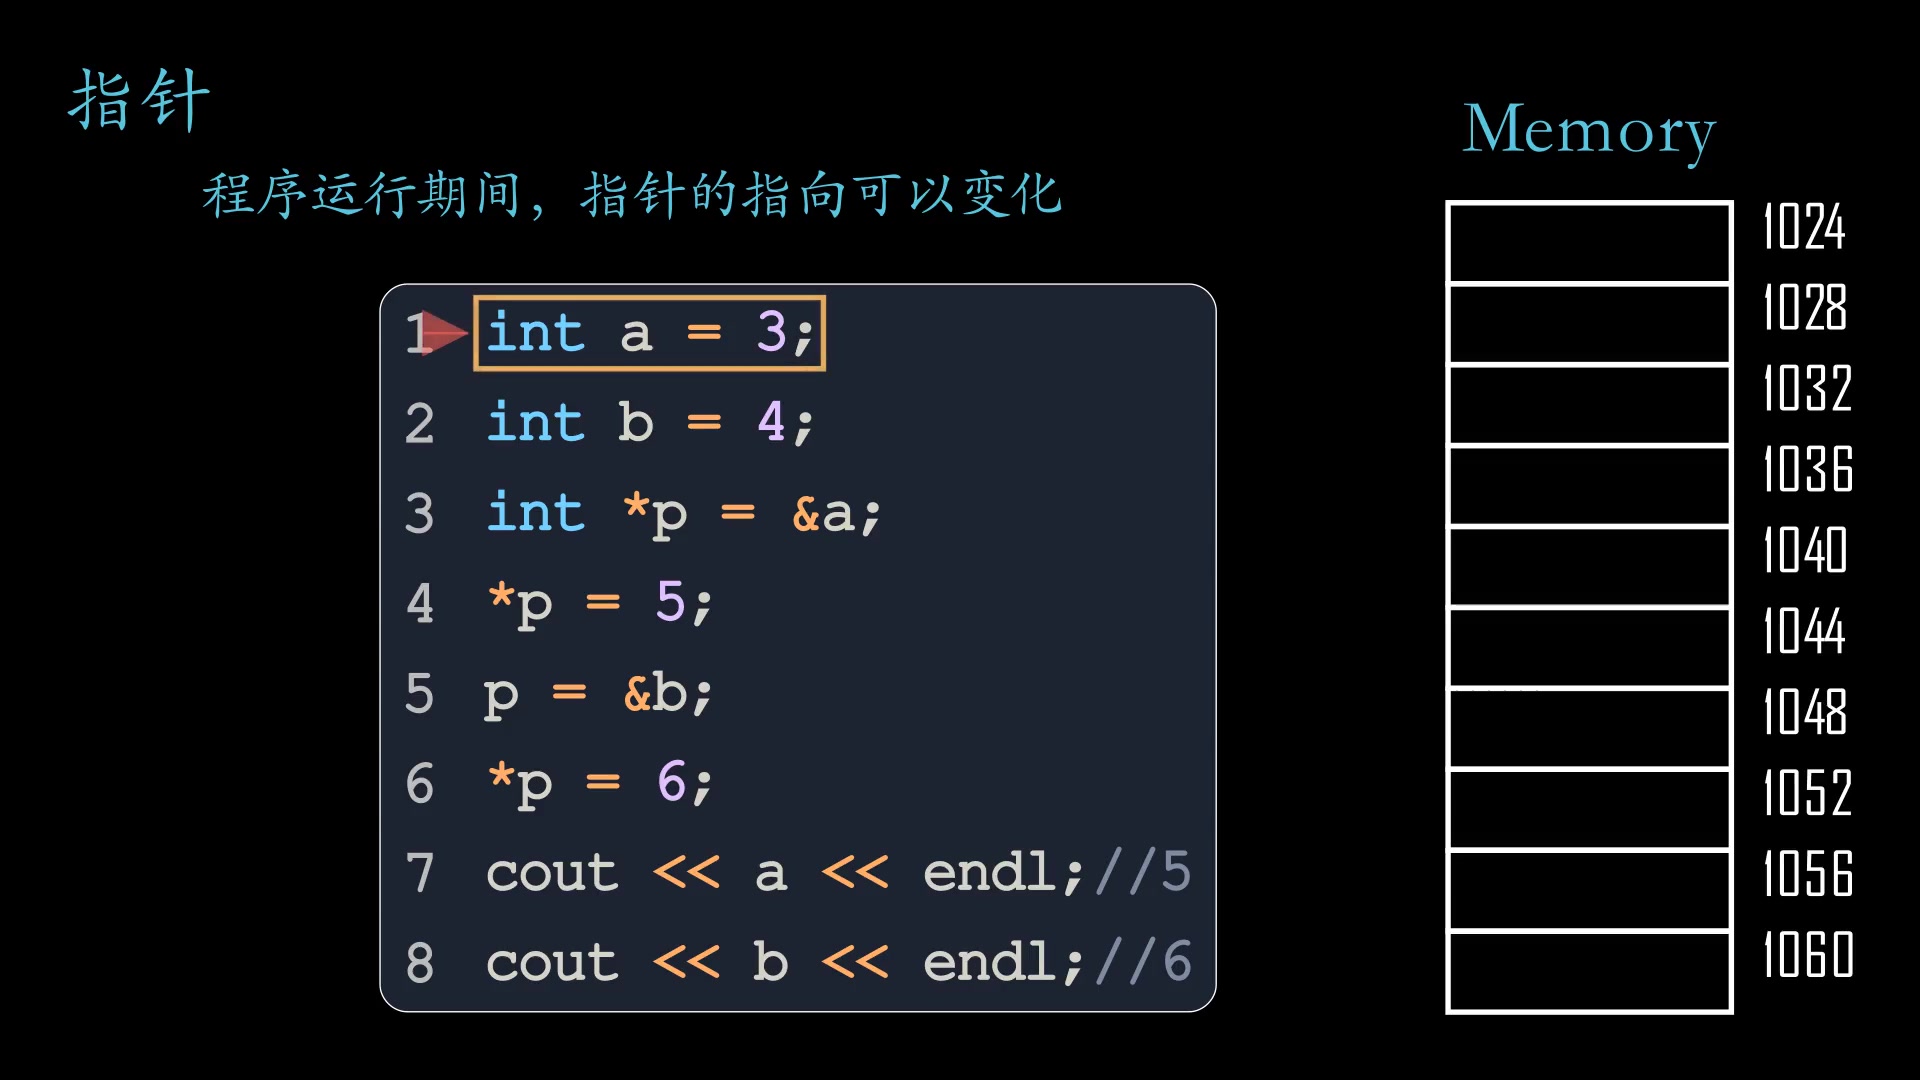 指针
程序运行期间，指针的指向可以变化
1 int a = 3;
2 int b = 4;
3 int *p = &a;
4 *p = 5;
5 p = &b;
6 *p = 6;
7 cout << a << endl;//5
8 cout << b << endl;//6
Memory
1024
1028
1032
1036
1040
1044
1048
1052
1056
1060